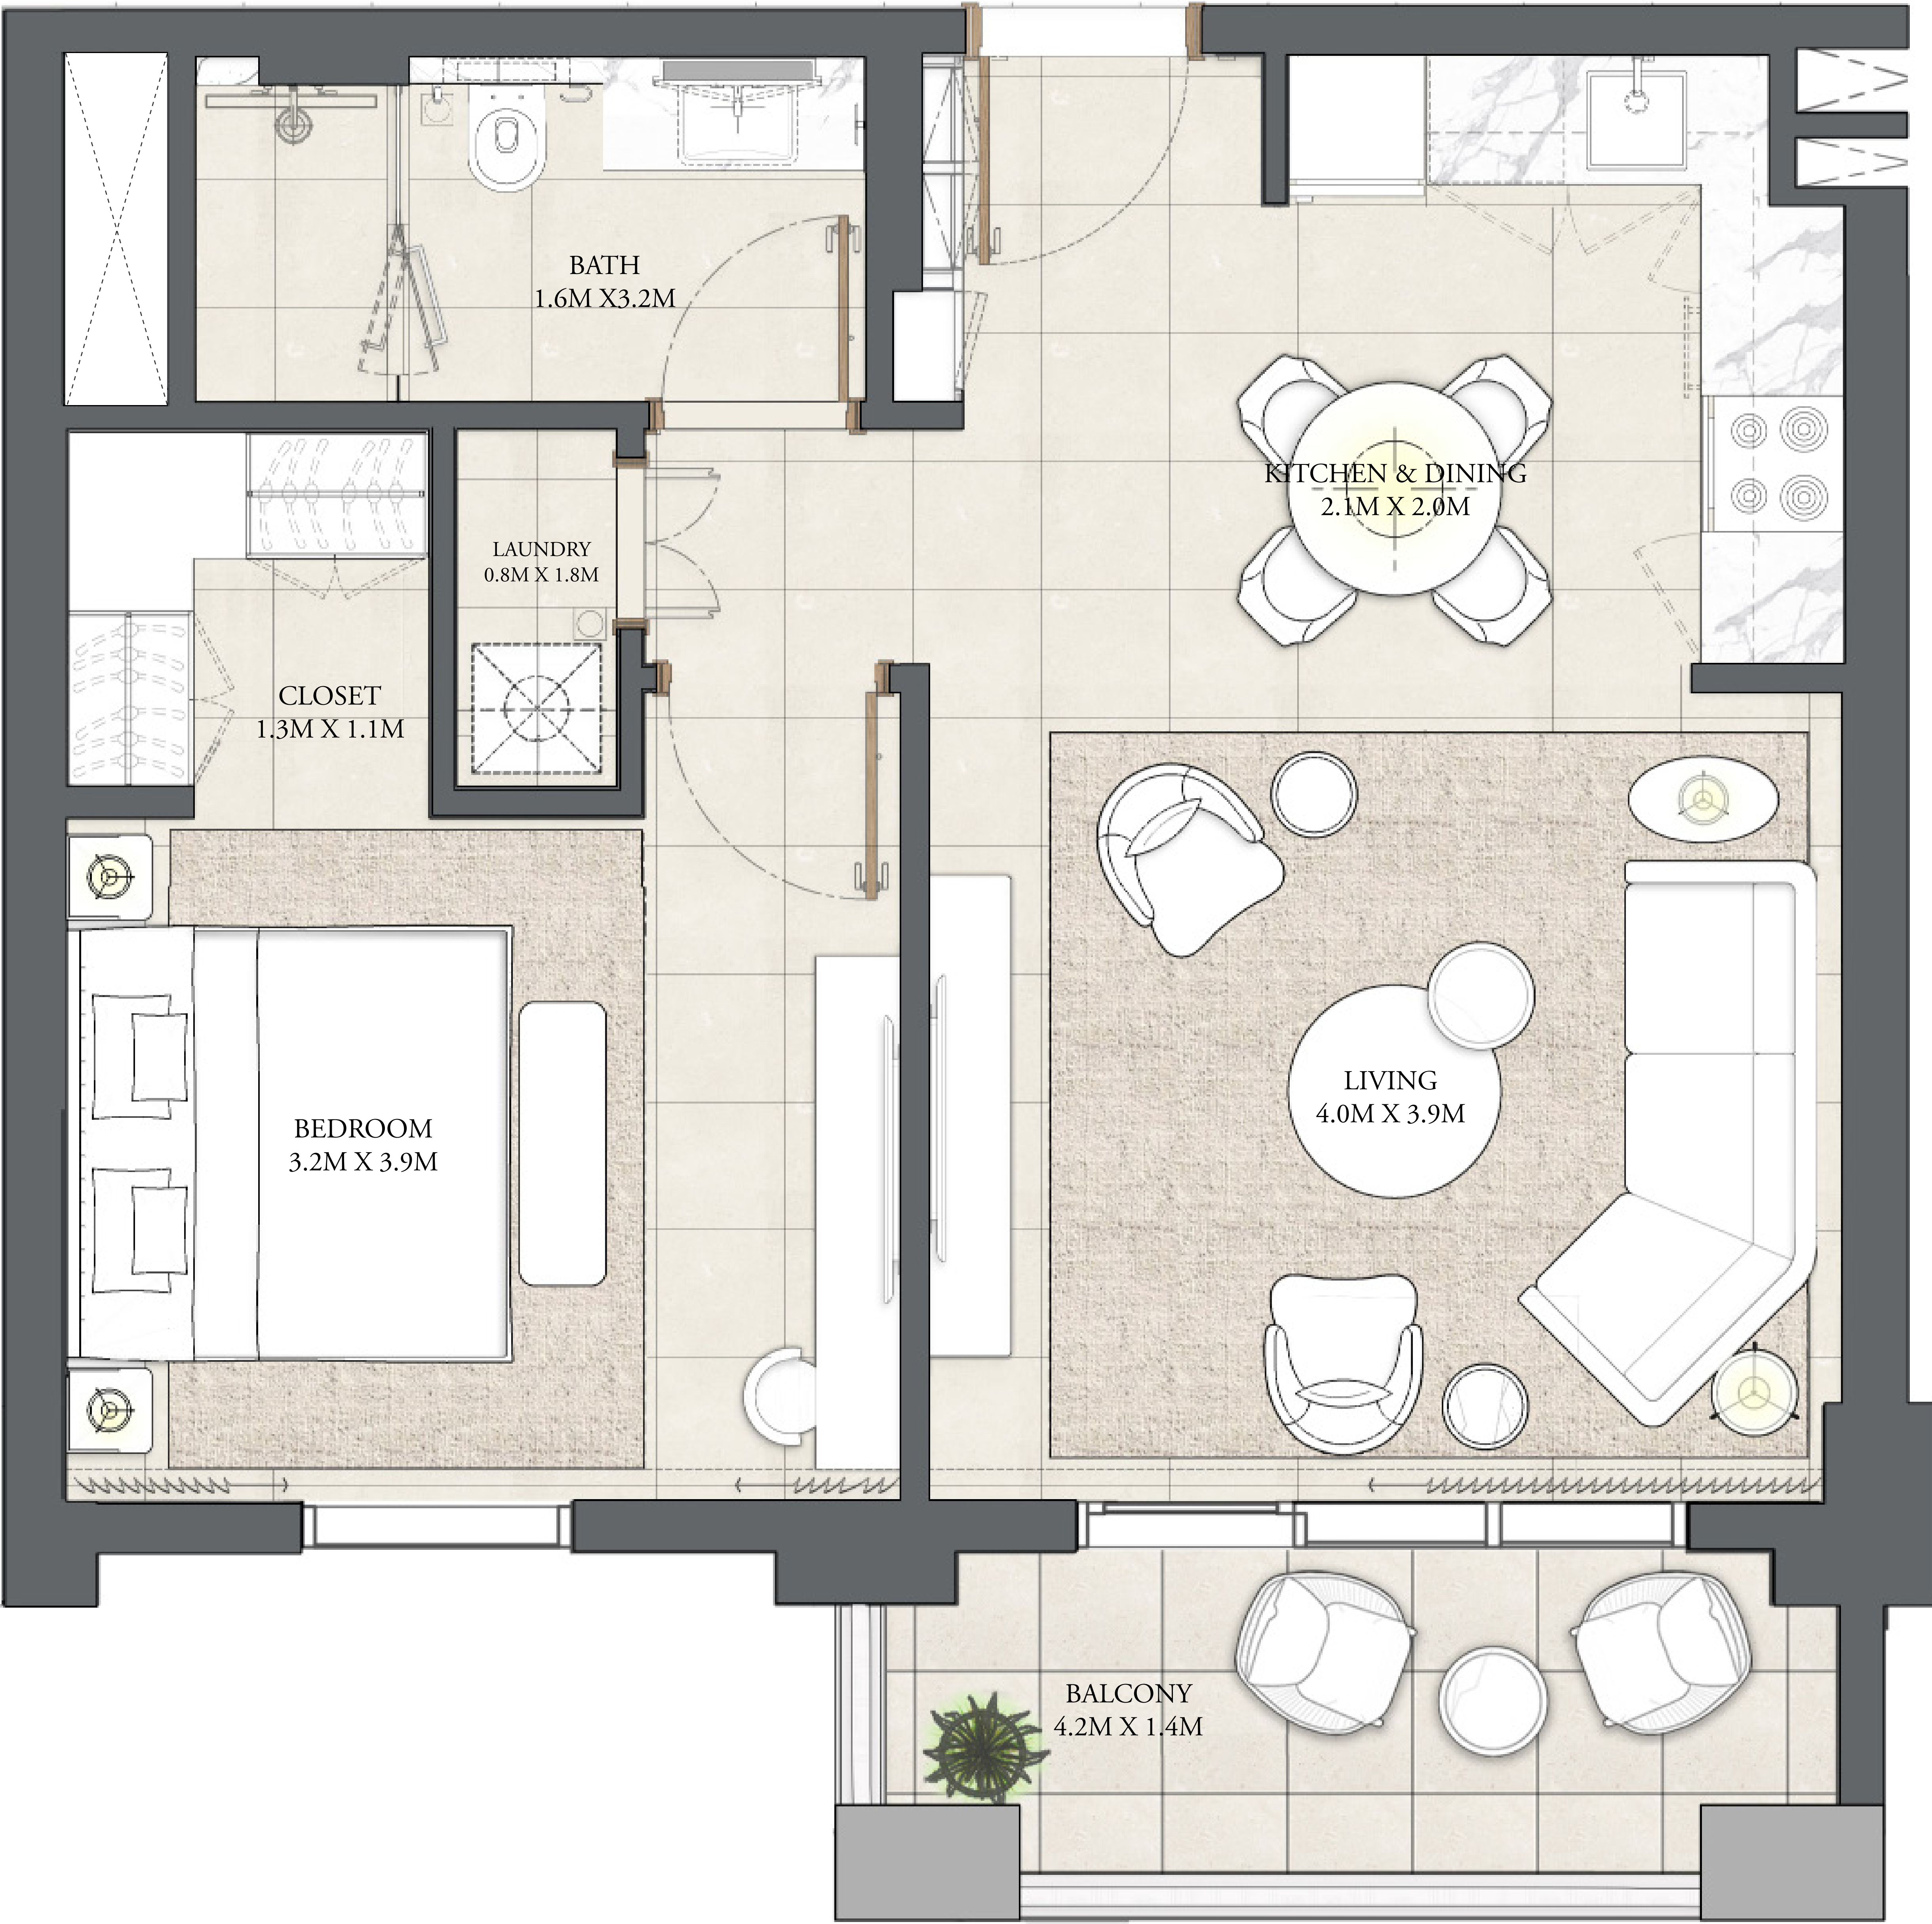 BATH
1.6M X3.2M
KITCHEN & DINING
2.1M X 2.0M
LAUNDRY
0.8M X 1.8M
CLOSET
1.3M X 1.1M
LIVING
4.0M X 3.9M
BEDROOM
3.2M X 3.9M
BALCONY
4.2M X 1.4M